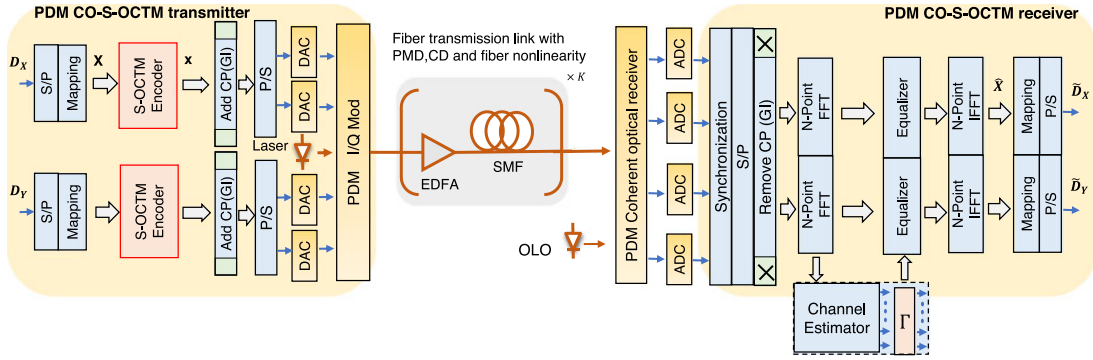 PDM CO-S-OCTM transmitter
D_X
S/P
Mapping
X
S-OCTM
Encoder
x
Add CP(GI)
P/S
DAC
DAC
Laser
D_Y
S/P
Mapping
S-OCTM
Encoder
Add CP(GI)
P/S
DAC
DAC
PDM I/Q Mod
Fiber transmission link with
PMD,CD and fiber nonlinearity
× K
EDFA
SMF
OLO
PDM Coherent optical receiver
ADC
ADC
ADC
ADC
PDM CO-S-OCTM receiver
Synchronization
S/P
Remove CP (GI)
N-Point
FFT
Equalizer
N-Point
IFFT
X̂
Mapping
P/S
D̃_X
N-Point
FFT
Equalizer
N-Point
IFFT
Mapping
P/S
D̃_Y
Channel
Estimator
Γ